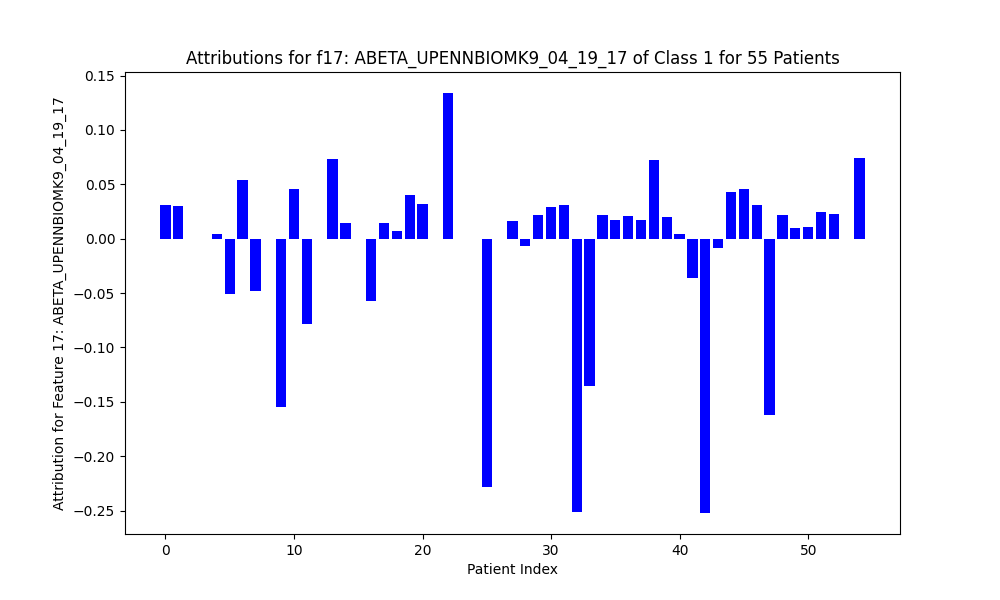 Attributions for f17: ABETA_UPENNBIOMK9_04_19_17 of Class 1 for 55 Patients
Attribution for Feature 17: ABETA_UPENNBIOMK9_04_19_17
0.15
0.10
0.05
0.00
−0.05
−0.10
−0.15
−0.20
−0.25
0 10 20 30 40 50
Patient Index